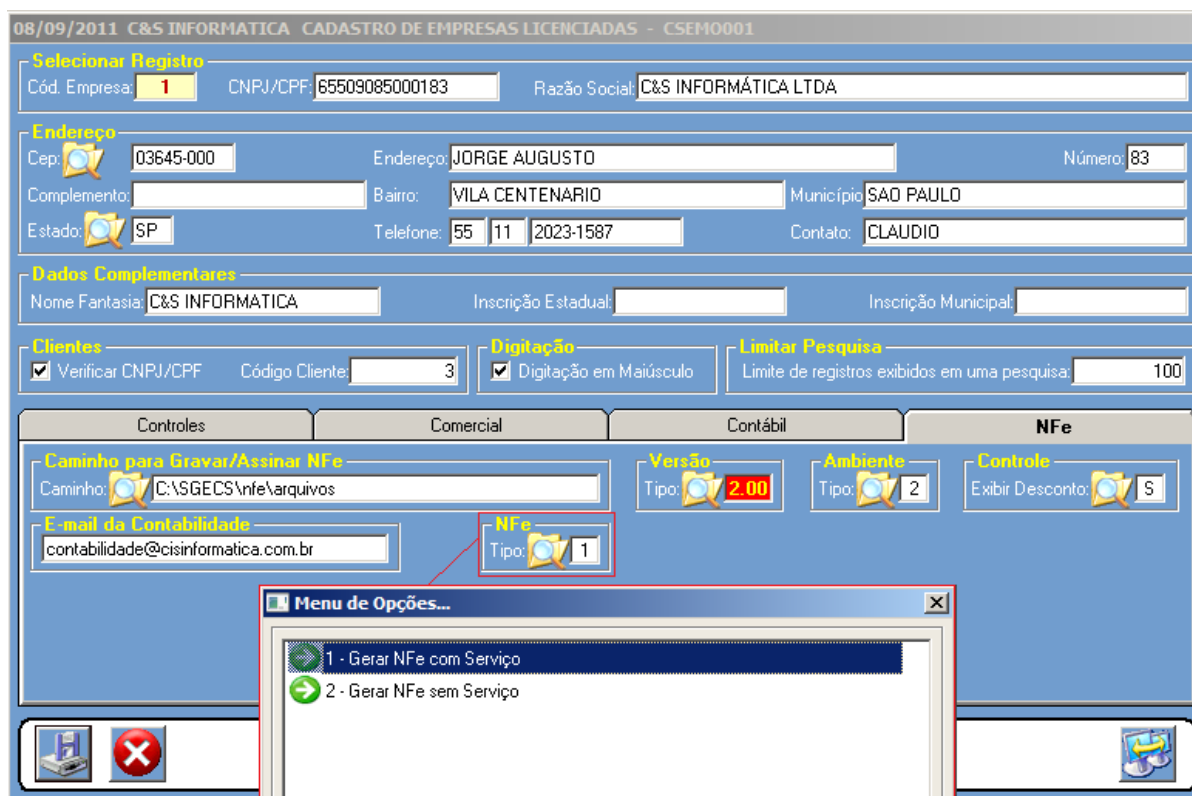 08/09/2011 C&S INFORMATICA CADASTRO DE EMPRESAS LICENCIADAS - CSEMO001
Selecionar Registro
Cód. Empresa: 1 CNPJ/CPF: 65509085000183 Razão Social: C&S INFORMÁTICA LTDA
Endereço
Cep: 03645-000 Endereço: JORGE AUGUSTO Número: 83
Complemento: Bairro: VILA CENTENARIO Município SAO PAULO
Estado: SP Telefone: 55 11 2023-1587 Contato: CLAUDIO
Dados Complementares
Nome Fantasia: C&S INFORMATICA Inscrição Estadual: Inscrição Municipal:
Clientes Digitação Limitar Pesquisa
Verificar CNPJ/CPF Código Cliente: 3 Digitação em Maiúsculo Limite de registros exibidos em uma pesquisa: 100
Controles Comercial Contábil NFe
Caminho para Gravar/Assinar NFe Versão Ambiente Controle
Caminho: C:\SGECS\nfe\arquivos Tipo: 2.00 Tipo: 2 Exibir Desconto: S
E-mail da Contabilidade NFe
contabilidade@cisinformatica.com.br Tipo: 1
Menu de Opções...
1 - Gerar NFe com Serviço
2 - Gerar NFe sem Serviço